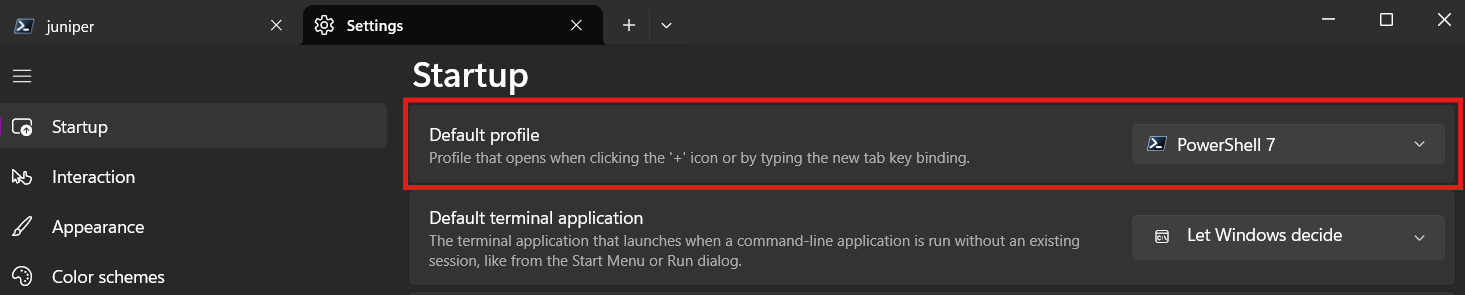 juniper
Settings
Startup
Startup
Interaction
Appearance
Color schemes
Default profile
Profile that opens when clicking the '+' icon or by typing the new tab key binding.
PowerShell 7
Default terminal application
The terminal application that launches when a command-line application is run without an existing
session, like from the Start Menu or Run dialog.
Let Windows decide